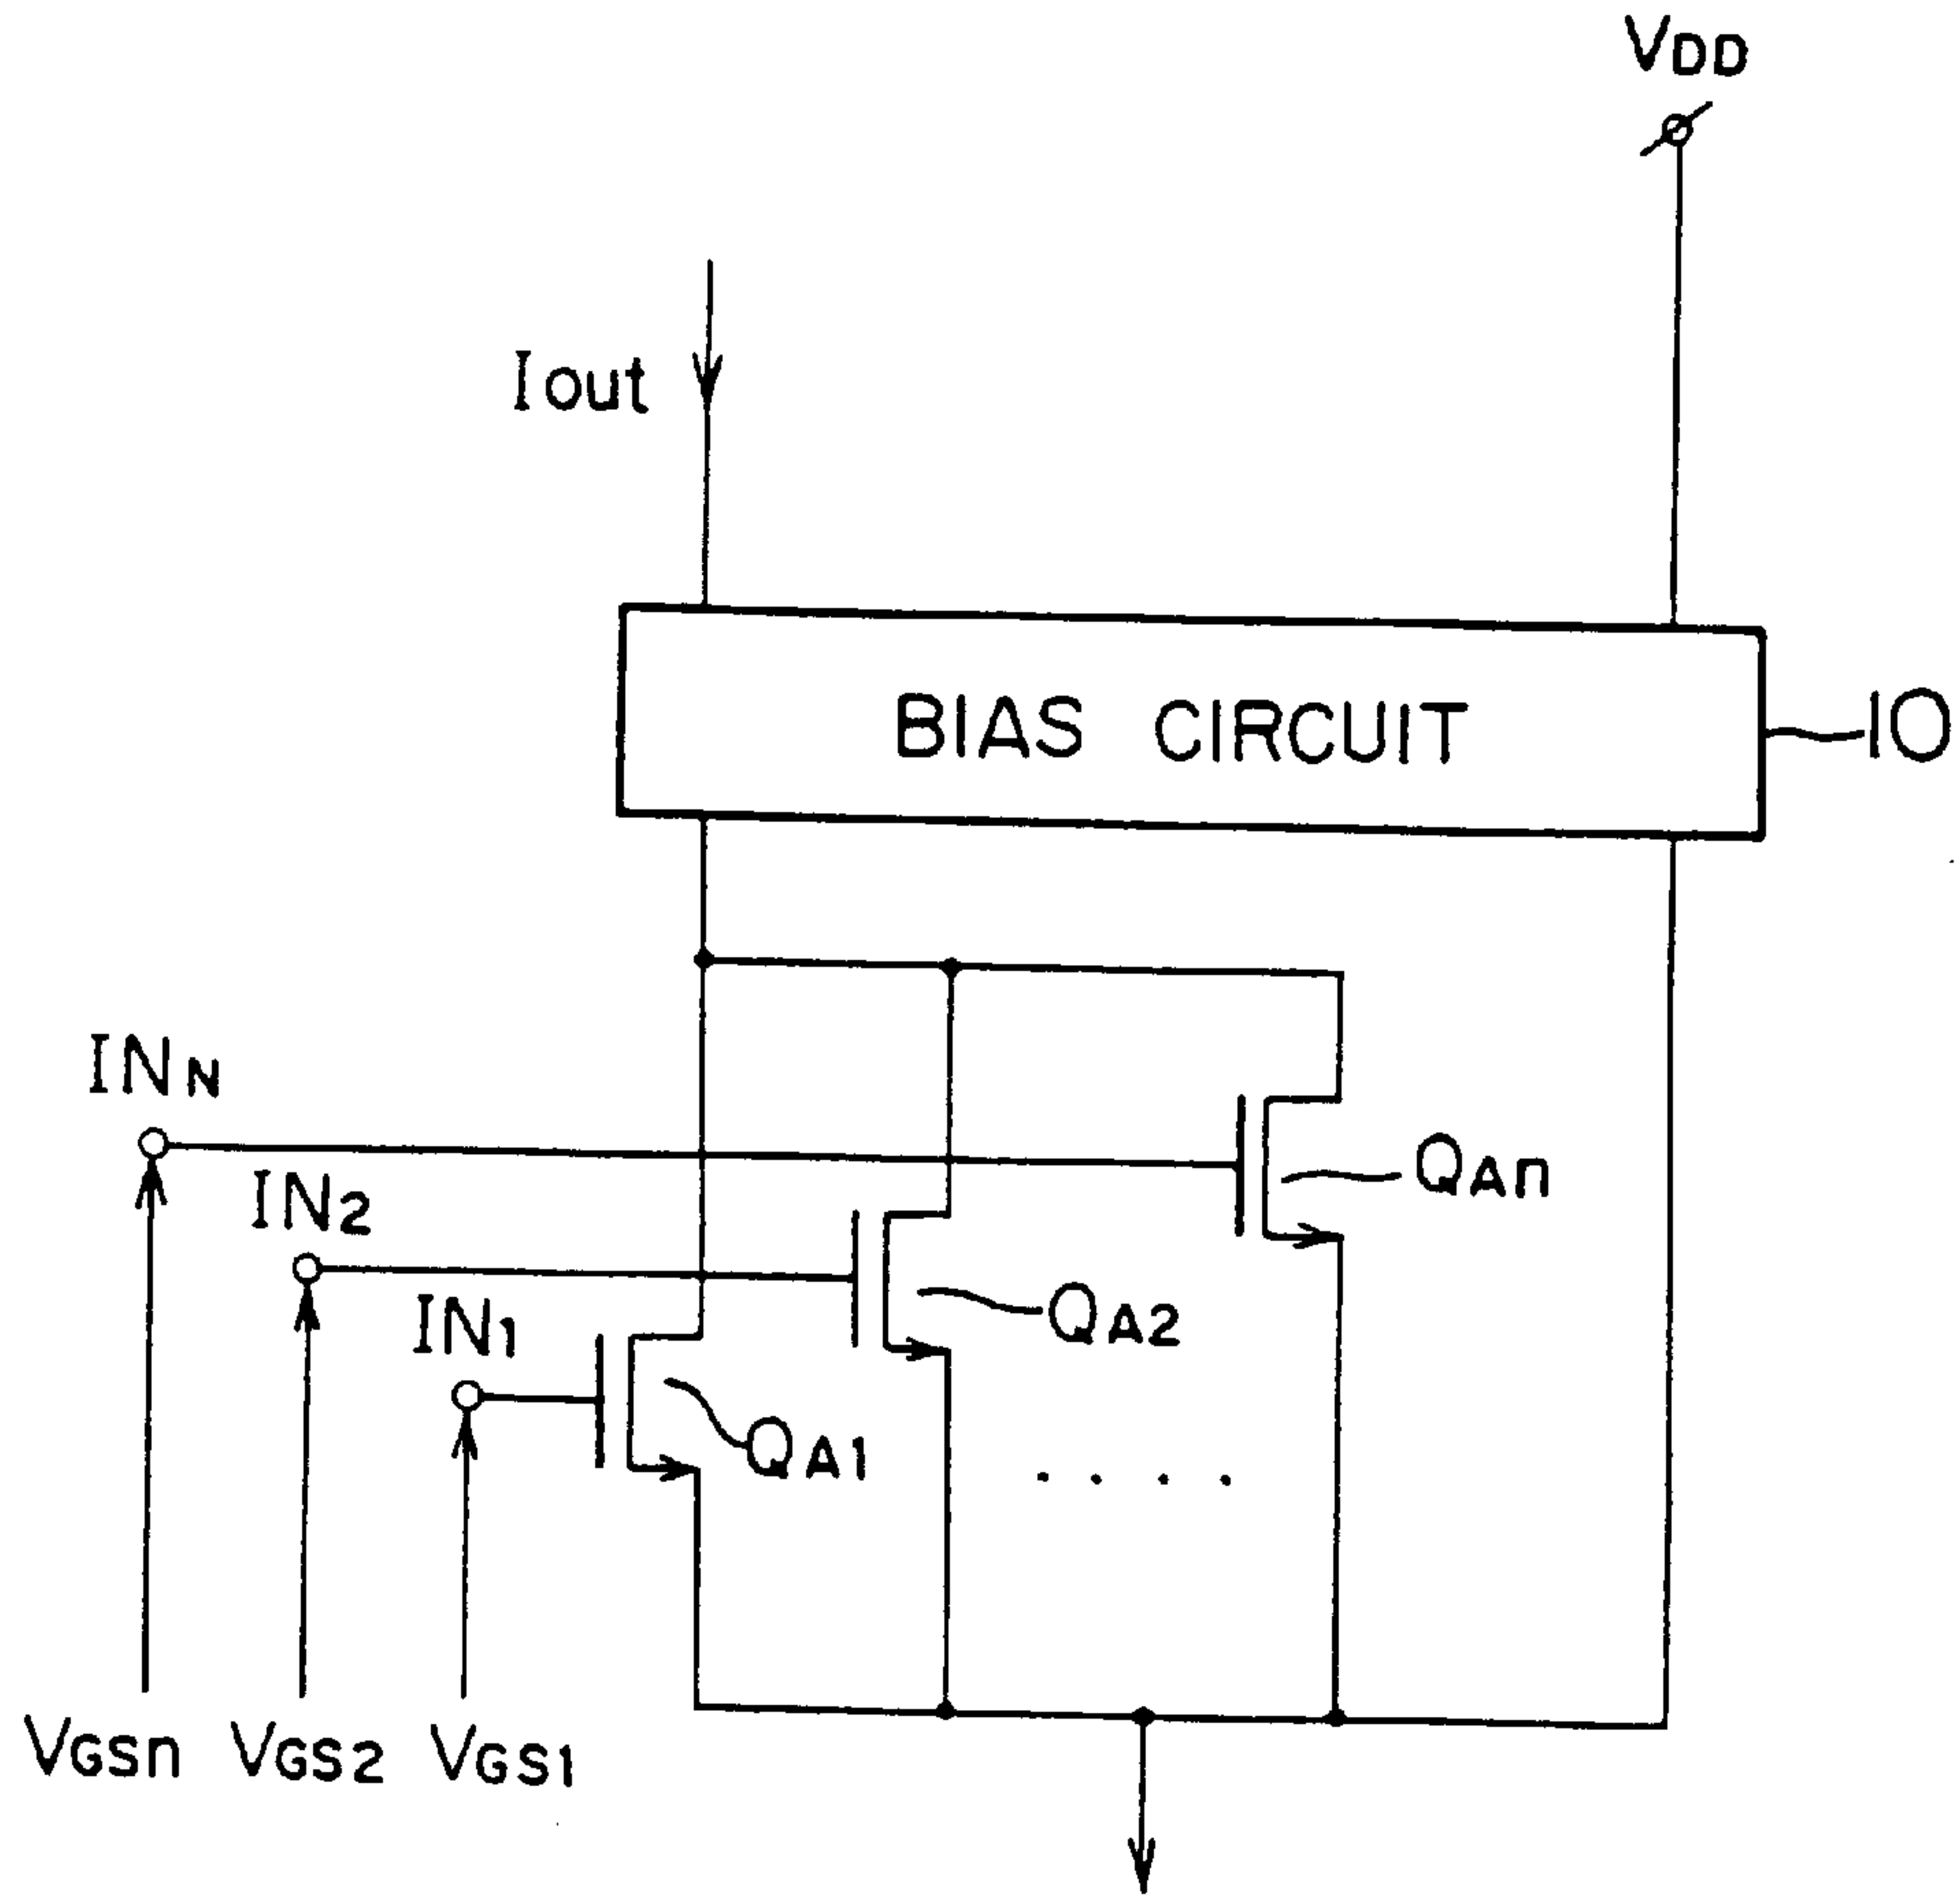 VDD
Iout
BIAS CIRCUIT
10
INN
IN2
IN1
QAn
QA2
QA1
VGSn
VGS2
VGS1